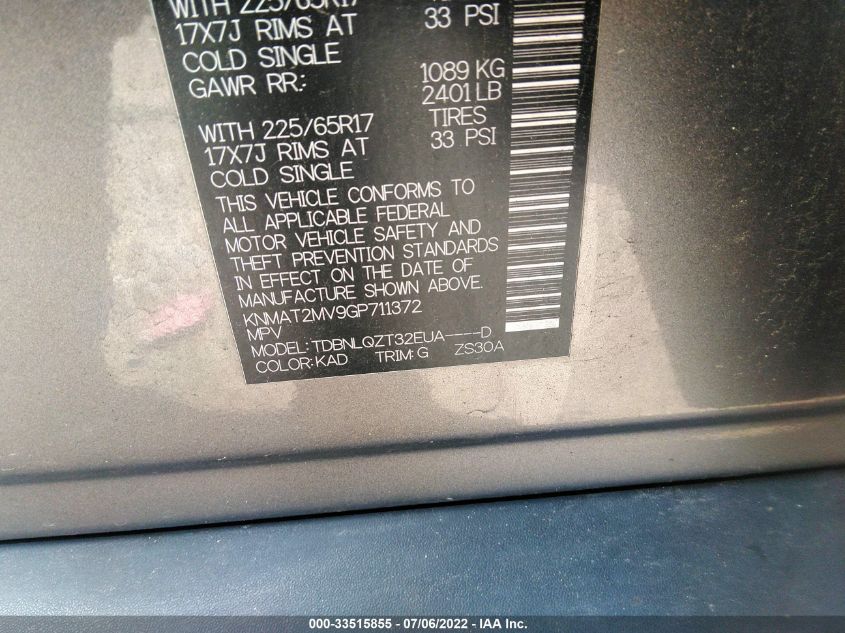 WITH 225/65R17
17X7J RIMS AT 33 PSI
COLD SINGLE
GAWR RR: 1089 KG
2401 LB
WITH 225/65R17 TIRES
17X7J RIMS AT 33 PSI
COLD SINGLE
THIS VEHICLE CONFORMS TO
ALL APPLICABLE FEDERAL
MOTOR VEHICLE SAFETY AND
THEFT PREVENTION STANDARDS
IN EFFECT ON THE DATE OF
MANUFACTURE SHOWN ABOVE.
KNMAT2MV9GP711372
MPV
MODEL: TDBNLQZT32EUA----D
COLOR: KAD TRIM: G ZS30A
000-33515855 - 07/06/2022 - IAA Inc.